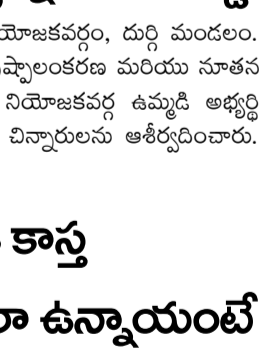 యోజకవర్గం, దుర్గి మండలం.
ష్పాలంకరణ మరియు నూతన
నియోజకవర్గ ఉమ్మడి అభ్యర్థి
చిన్నారులను ఆశీర్వదించారు.
కాస్త
ఉన్నాయంటే